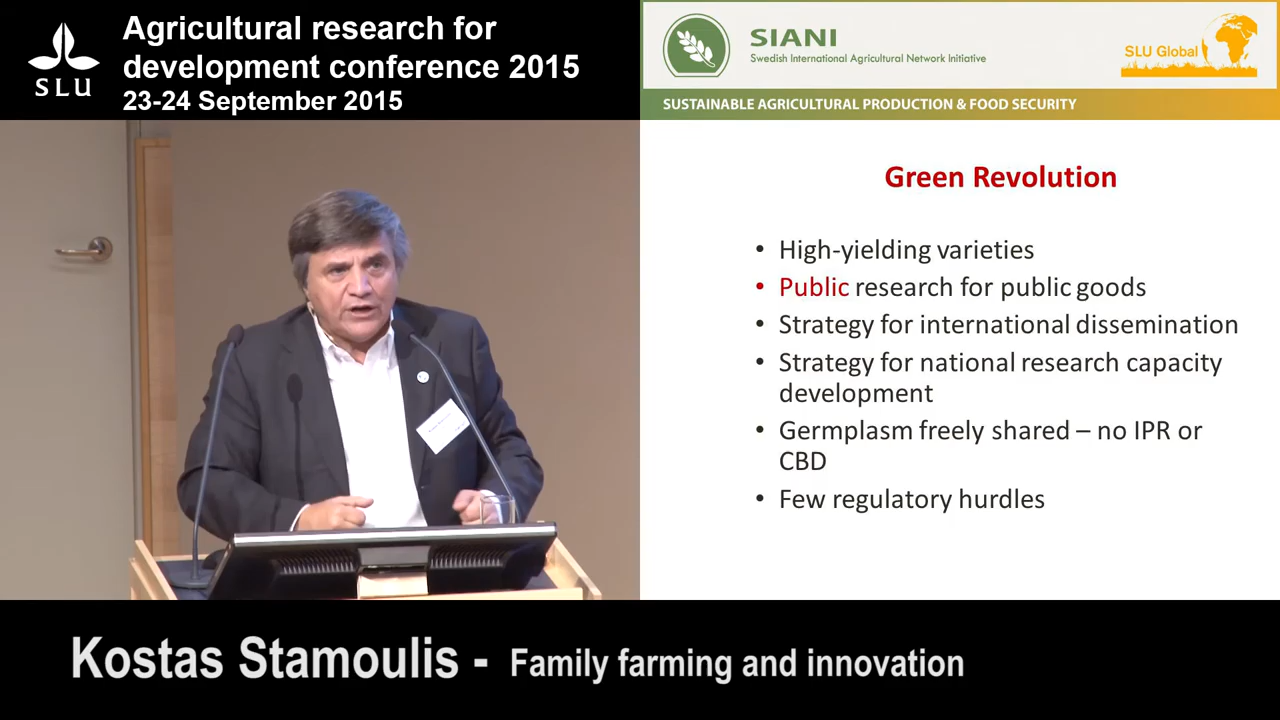 SLU
Agricultural research for
development conference 2015
23-24 September 2015
SIANI
Swedish International Agricultural Network Initiative
SLU Global
SUSTAINABLE AGRICULTURAL PRODUCTION & FOOD SECURITY
Green Revolution
• High-yielding varieties
• Public research for public goods
• Strategy for international dissemination
• Strategy for national research capacity
development
• Germplasm freely shared – no IPR or
CBD
• Few regulatory hurdles
Kostas Stamoulis - Family farming and innovation